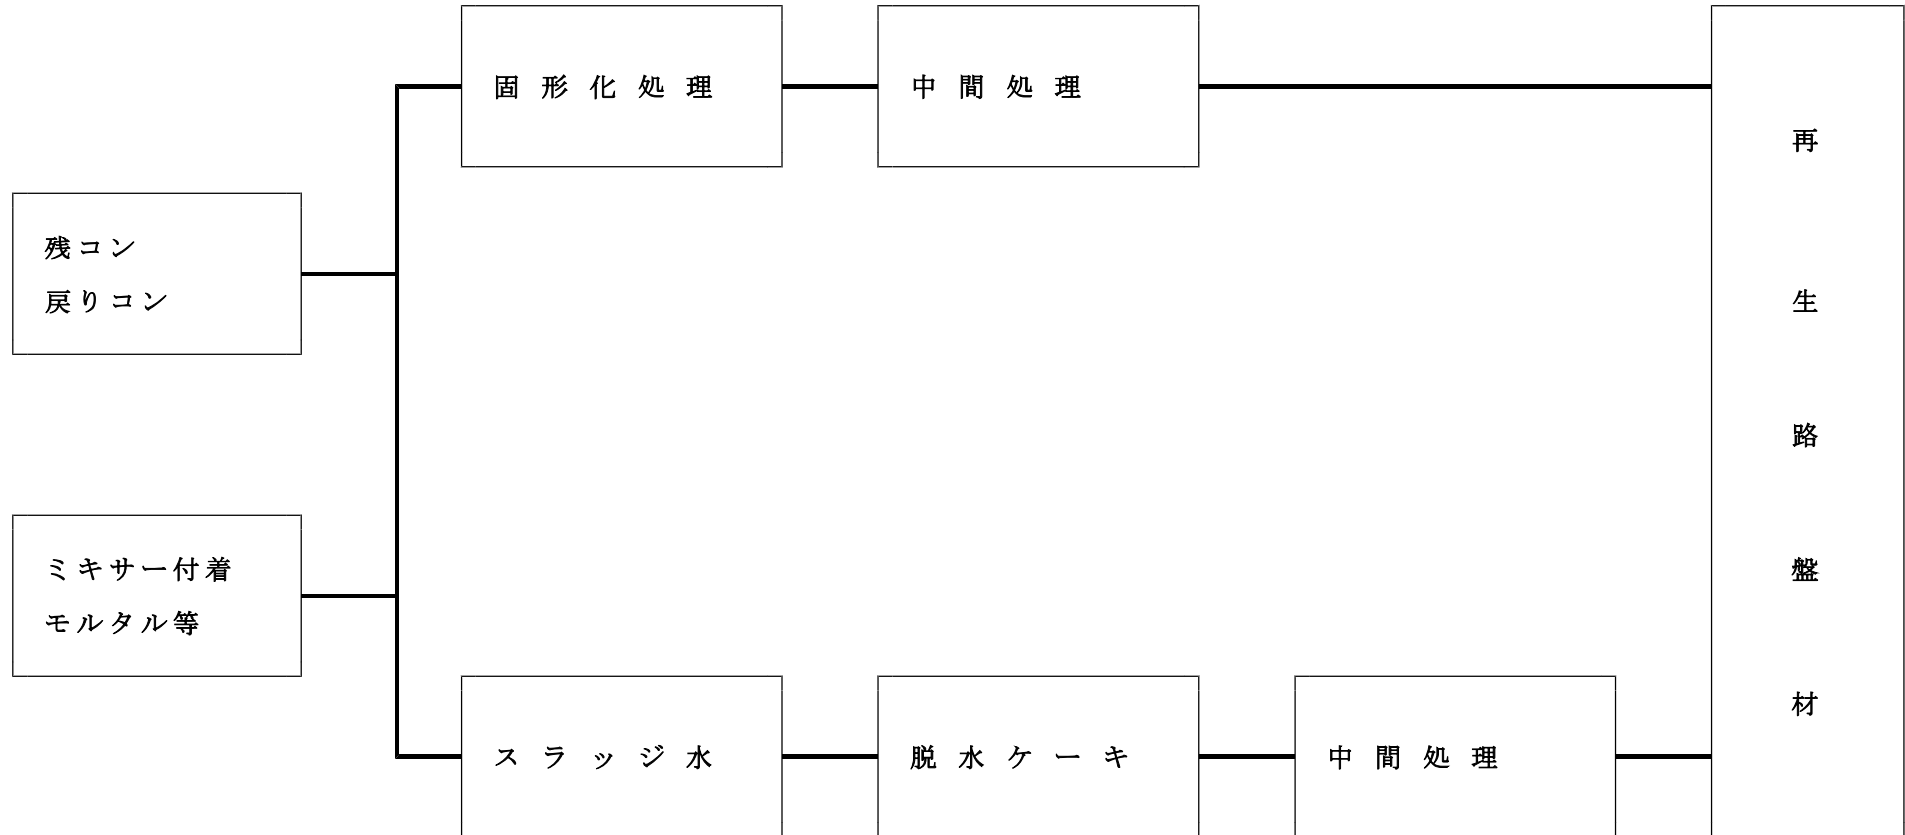 固形化処理
中間処理
残コン
戻りコン
ミキサー付着
モルタル等
スラッジ水
脱水ケーキ
中間処理
再生路盤材